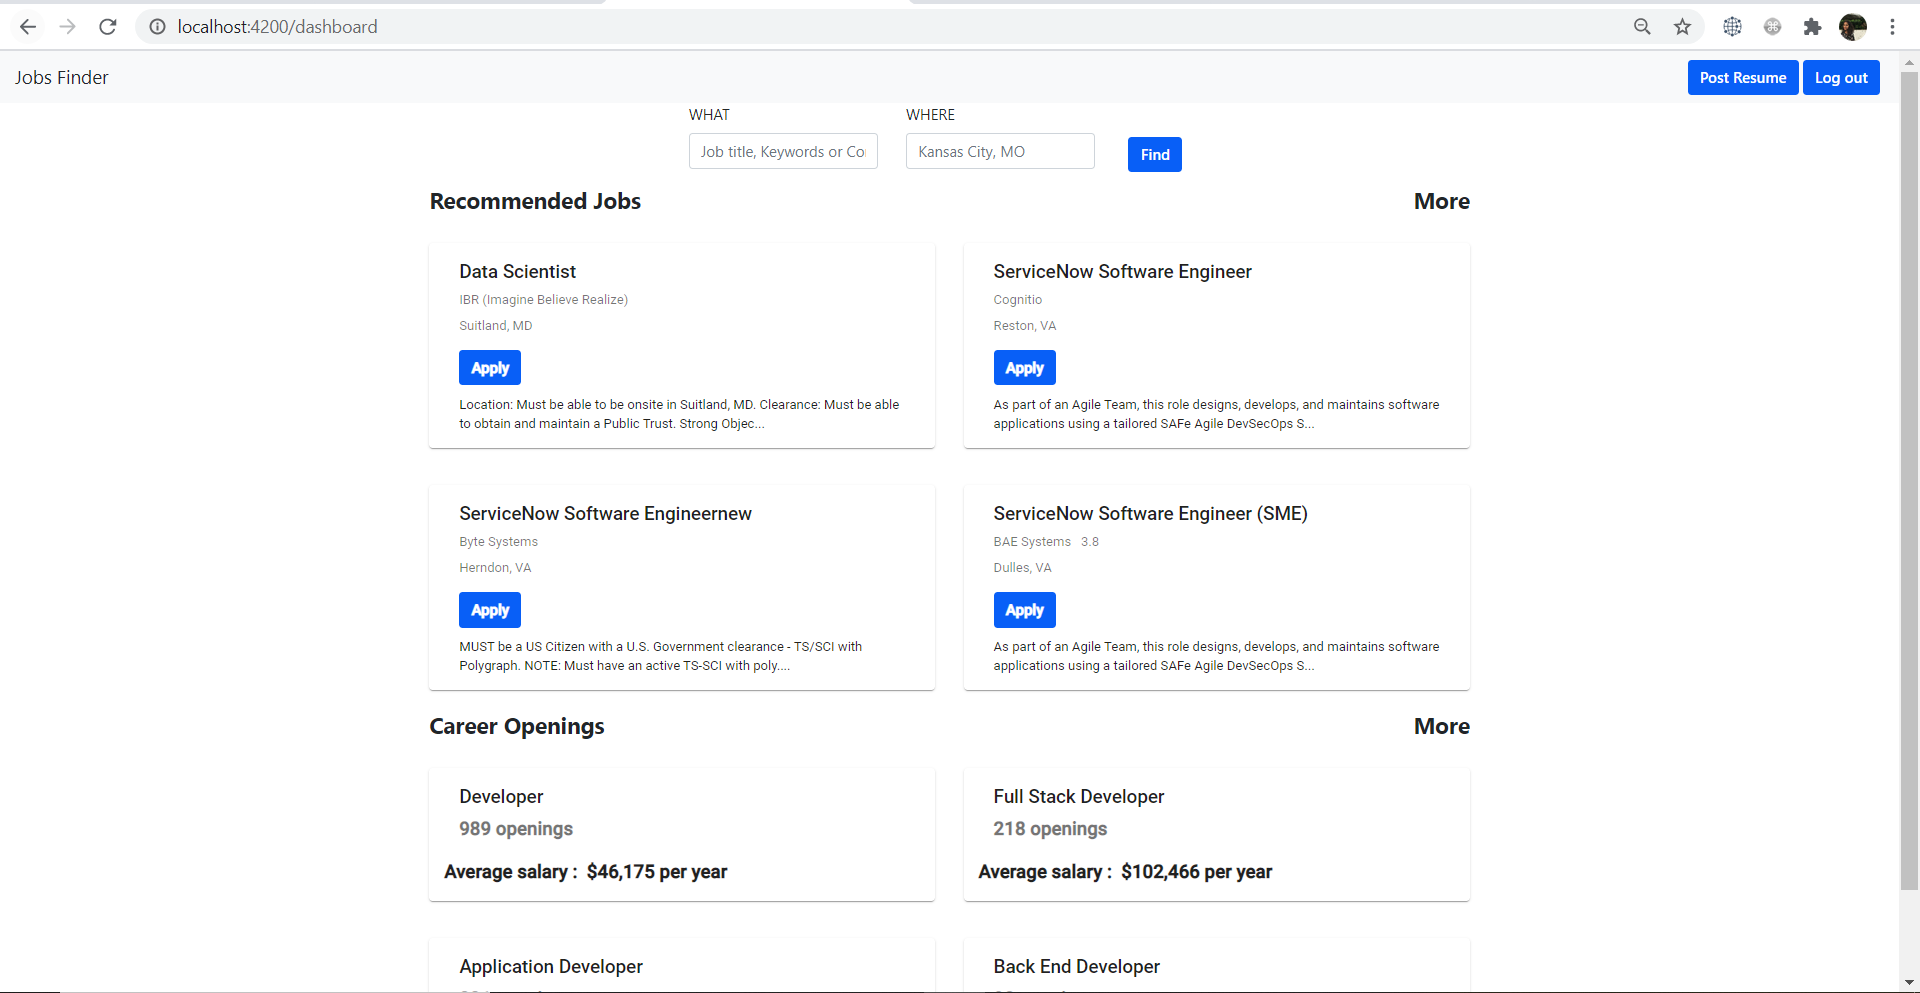 localhost:4200/dashboard
Jobs Finder
Post Resume
Log out
WHAT
WHERE
Job title, Keywords or Co
Kansas City, MO
Find
Recommended Jobs
More
Data Scientist
IBR (Imagine Believe Realize)
Suitland, MD
Apply
Location: Must be able to be onsite in Suitland, MD. Clearance: Must be able
to obtain and maintain a Public Trust. Strong Objec...
ServiceNow Software Engineer
Cognitio
Reston, VA
Apply
As part of an Agile Team, this role designs, develops, and maintains software
applications using a tailored SAFe Agile DevSecOps S...
ServiceNow Software Engineernew
Byte Systems
Herndon, VA
Apply
MUST be a US Citizen with a U.S. Government clearance - TS/SCI with
Polygraph. NOTE: Must have an active TS-SCI with poly....
ServiceNow Software Engineer (SME)
BAE Systems 3.8
Dulles, VA
Apply
As part of an Agile Team, this role designs, develops, and maintains software
applications using a tailored SAFe Agile DevSecOps S...
Career Openings
More
Developer
989 openings
Average salary : $46,175 per year
Full Stack Developer
218 openings
Average salary : $102,466 per year
Application Developer
Back End Developer